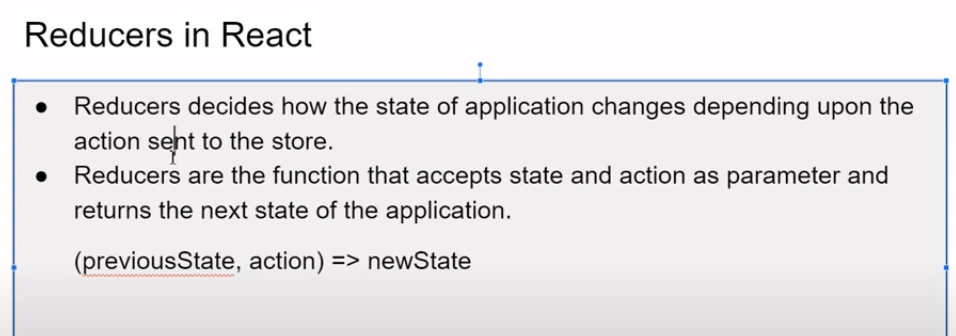 Reducers in React
● Reducers decides how the state of application changes depending upon the
action sent to the store.
● Reducers are the function that accepts state and action as parameter and
returns the next state of the application.
(previousState, action) => newState